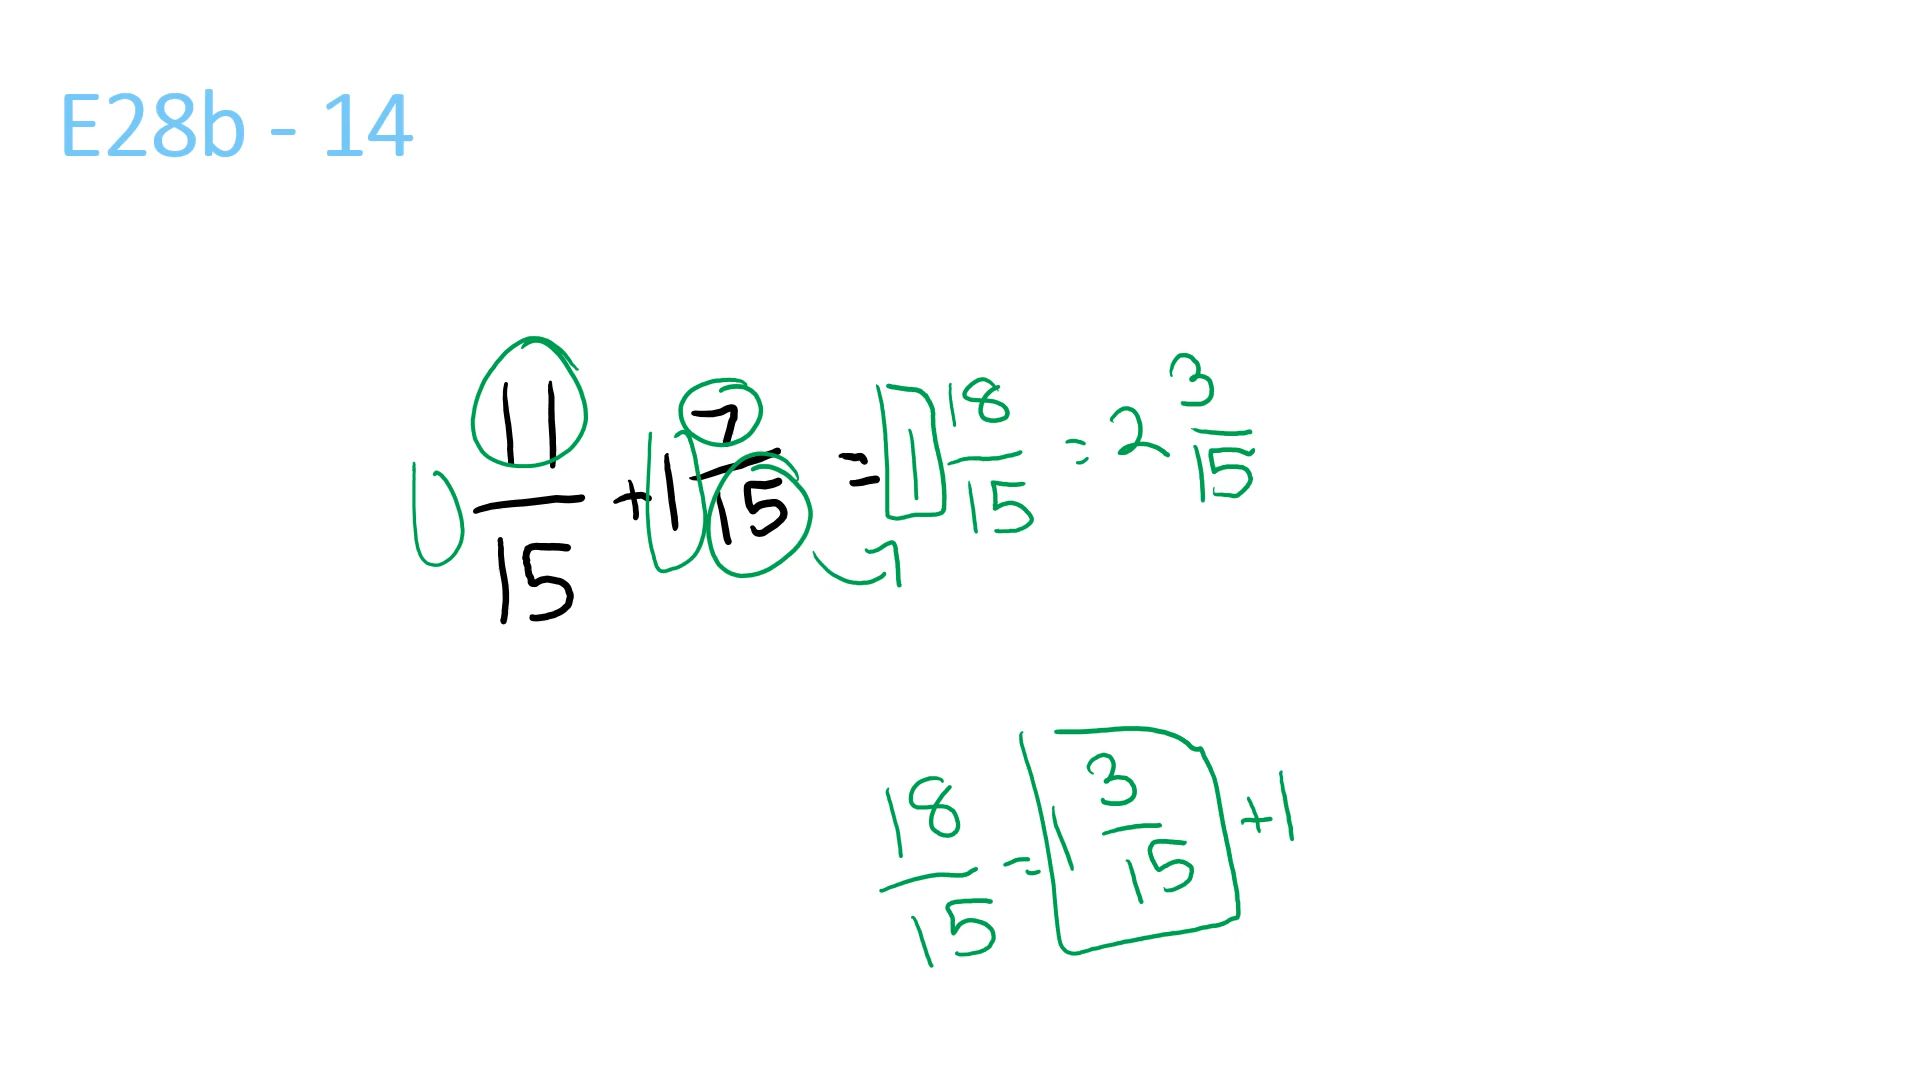 E28b - 14
0 11/15 + 1 7/15 = 1 18/15 = 2 3/15
18/15 = 1 3/15 + 1